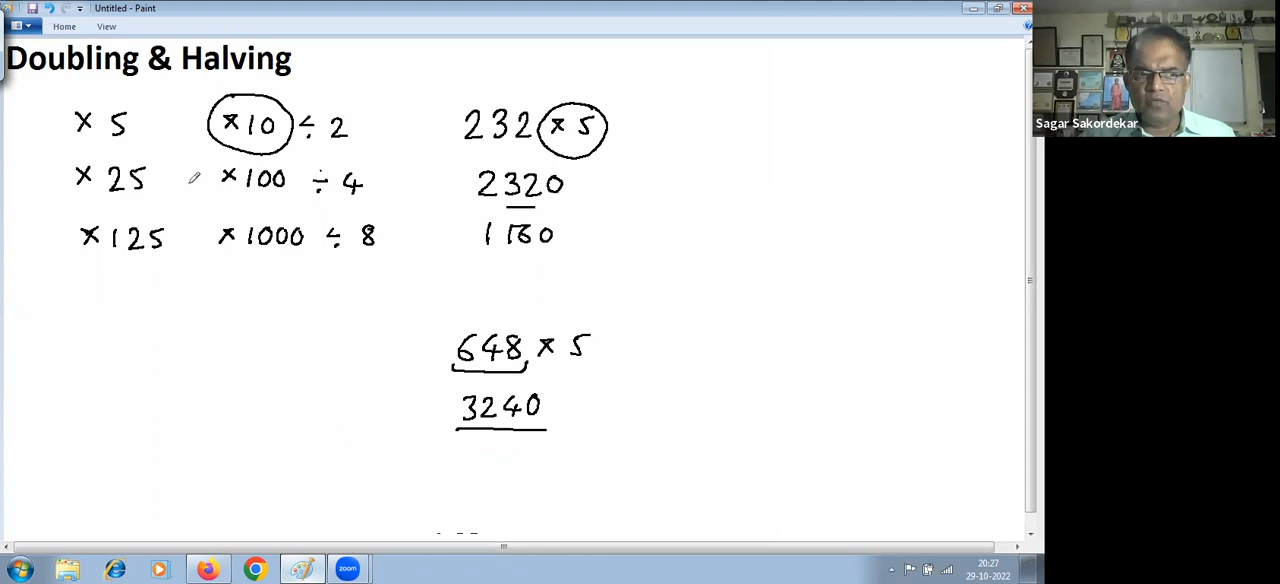 Untitled - Paint
Home View
Doubling & Halving
× 5 ×10 ÷ 2 232 × 5
× 25 ×100 ÷ 4 2320
×125 ×1000 ÷ 8 1160
648 × 5
3240
Sagar Sakordekar
zoom
20:27
29-10-2022